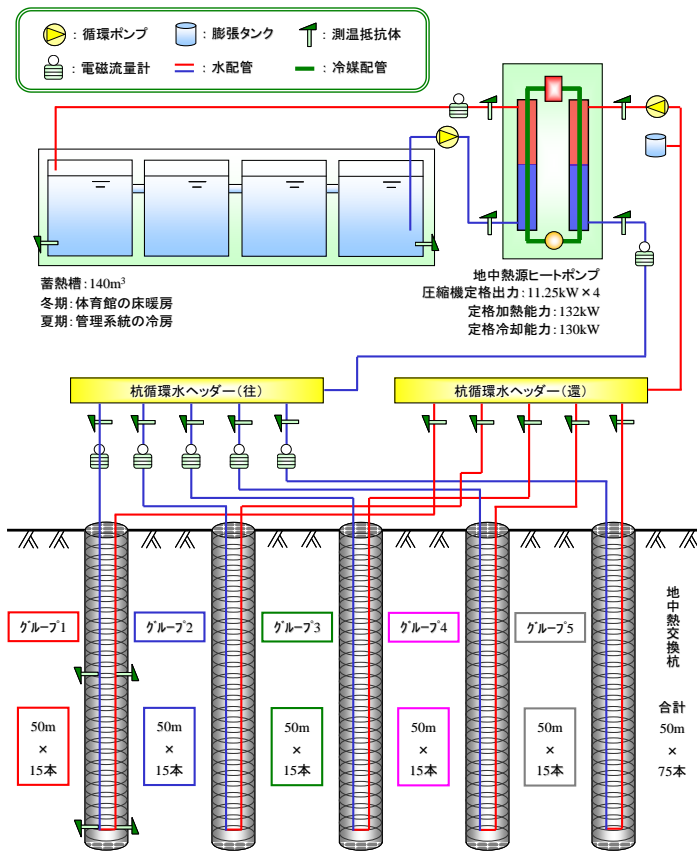 ：循環ポンプ
：膨張タンク
：測温抵抗体
：電磁流量計
：水配管
：冷媒配管
蓄熱槽：140m³
冬期：体育館の床暖房
夏期：管理系統の冷房
地中熱源ヒートポンプ
圧縮機定格出力：11.25kW×4
定格加熱能力：132kW
定格冷却能力：130kW
杭循環水ヘッダー（往）
杭循環水ヘッダー（還）
グループ1
グループ2
グループ3
グループ4
グループ5
地中熱交換杭
50m
×
15本
50m
×
15本
50m
×
15本
50m
×
15本
50m
×
15本
合計
50m
×
75本